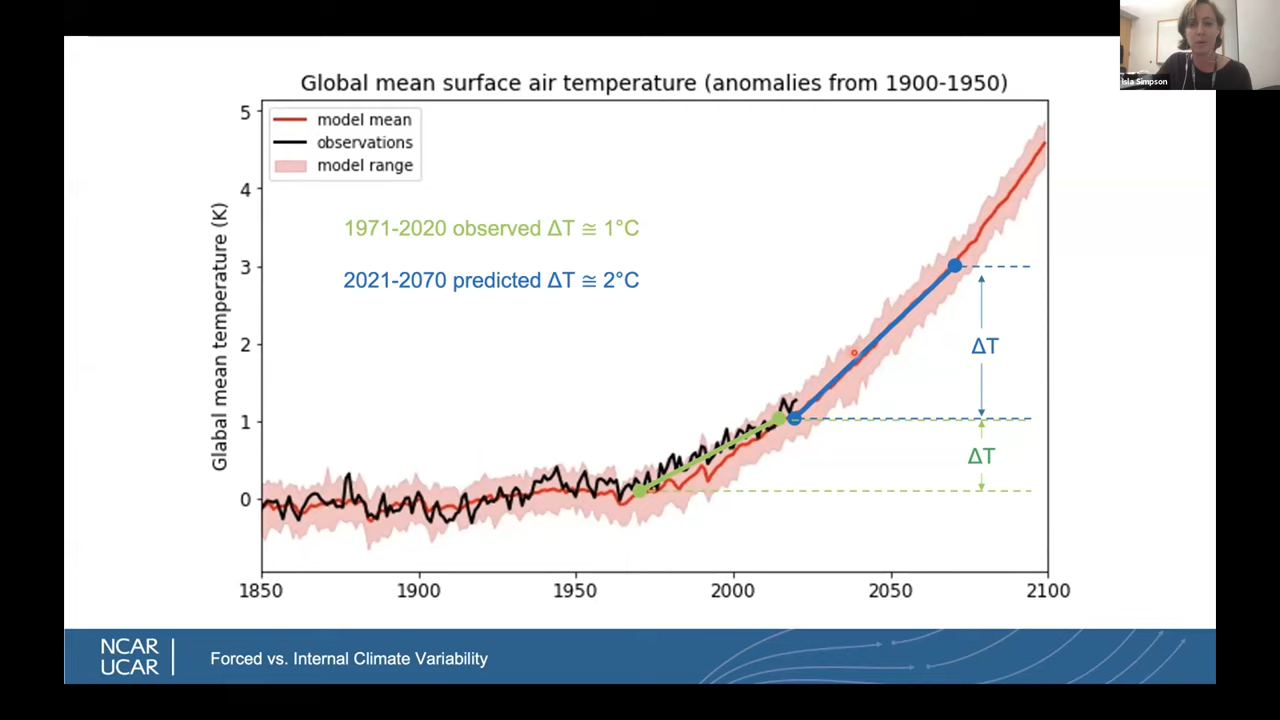 Isla Simpson
Global mean surface air temperature (anomalies from 1900-1950)
model mean
observations
model range
1971-2020 observed ΔT ≅ 1°C
2021-2070 predicted ΔT ≅ 2°C
Glabal mean temperature (K)
5
4
3
2
1
0
ΔT
ΔT
1850
1900
1950
2000
2050
2100
NCAR
UCAR
Forced vs. Internal Climate Variability